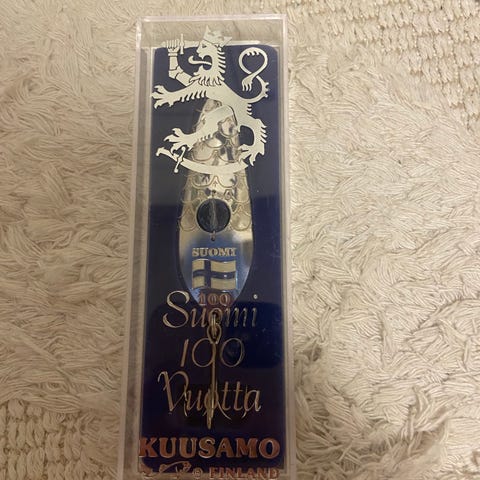 SUOMI
100
Suomi
100
Vuotta
KUUSAMO
® FINLAND